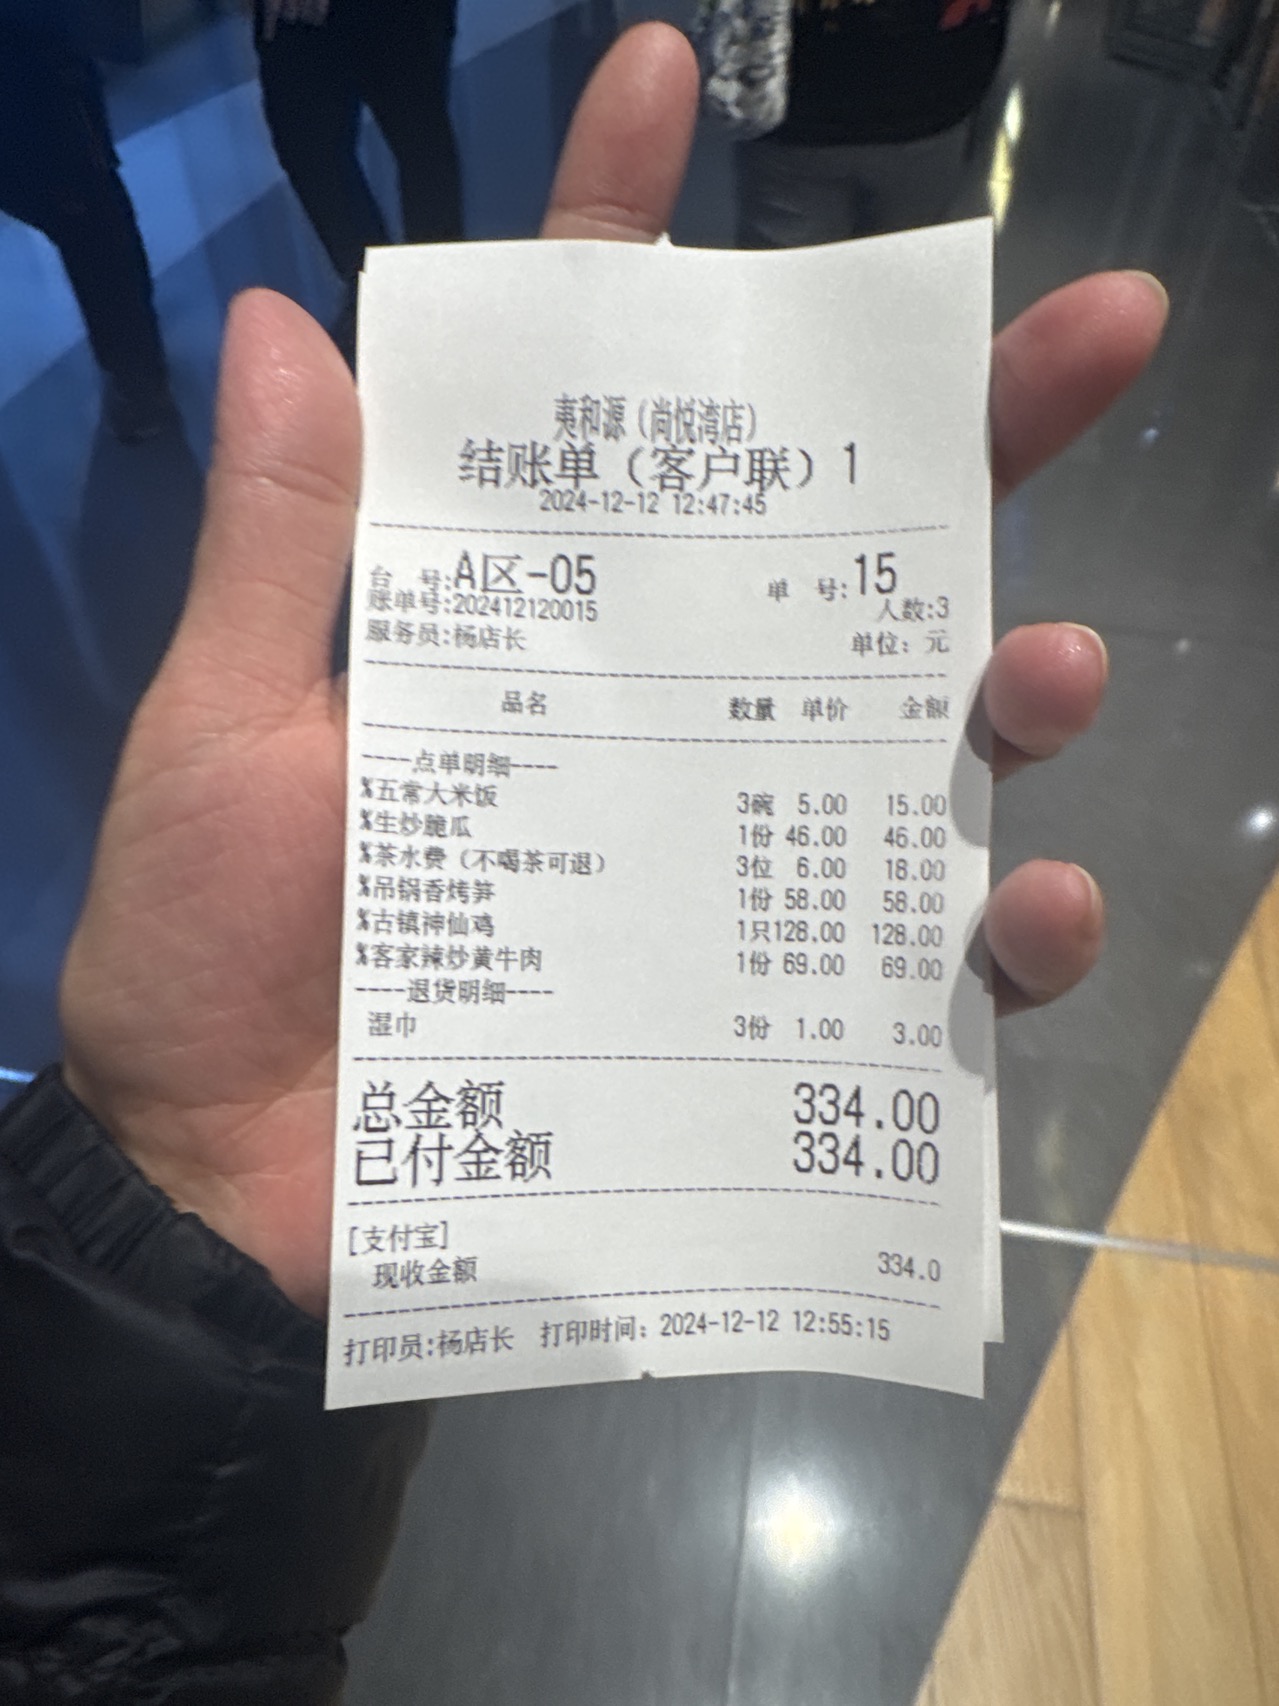 夷和源（尚悦湾店）
结账单（客户联）1
2024-12-12 12:47:45
台 号:A区-05 单 号:15
账单号:202412120015 人数:3
服务员:杨店长 单位：元
品名 数量 单价 金额
----点单明细----
%五常大米饭 3碗 5.00 15.00
%生炒脆瓜 1份 46.00 46.00
%茶水费（不喝茶可退） 3位 6.00 18.00
%吊锅香烤笋 1份 58.00 58.00
%古镇神仙鸡 1只128.00 128.00
%客家辣炒黄牛肉 1份 69.00 69.00
----退货明细----
湿巾 3份 1.00 3.00
总金额 334.00
已付金额 334.00
[支付宝]
现收金额 334.0
打印员:杨店长 打印时间：2024-12-12 12:55:15